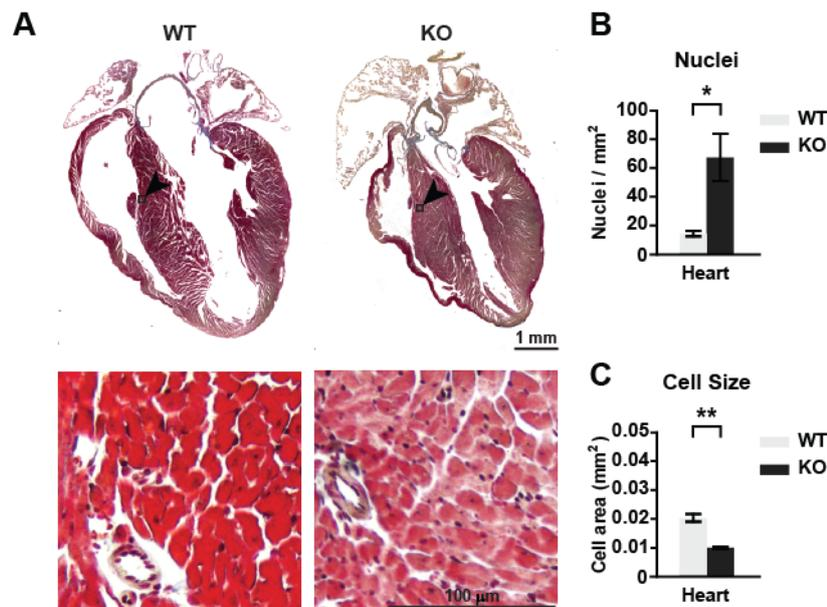 A
WT
KO
1 mm
100 µm
B
Nuclei
*
WT
KO
100
80
60
40
20
0
Nuclei / mm²
Heart
C
Cell Size
**
WT
KO
0.05
0.04
0.03
0.02
0.01
0
Cell area (mm²)
Heart